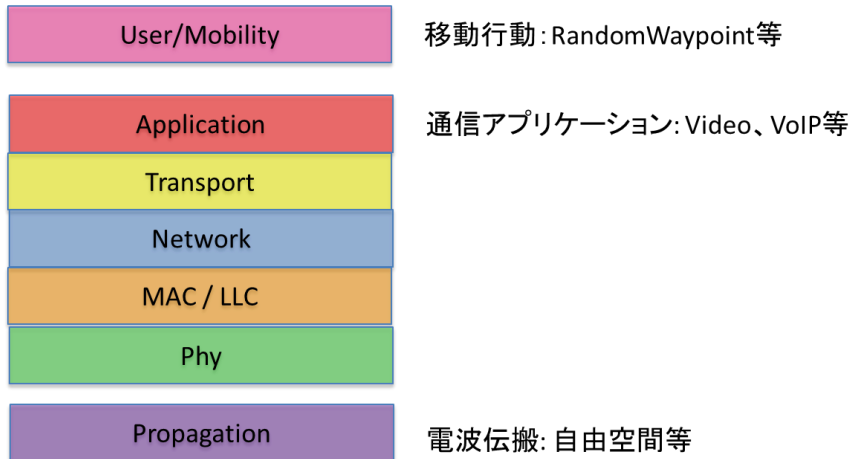 User/Mobility 移動行動：RandomWaypoint等
Application 通信アプリケーション: Video、VoIP等
Transport
Network
MAC / LLC
Phy
Propagation 電波伝搬: 自由空間等